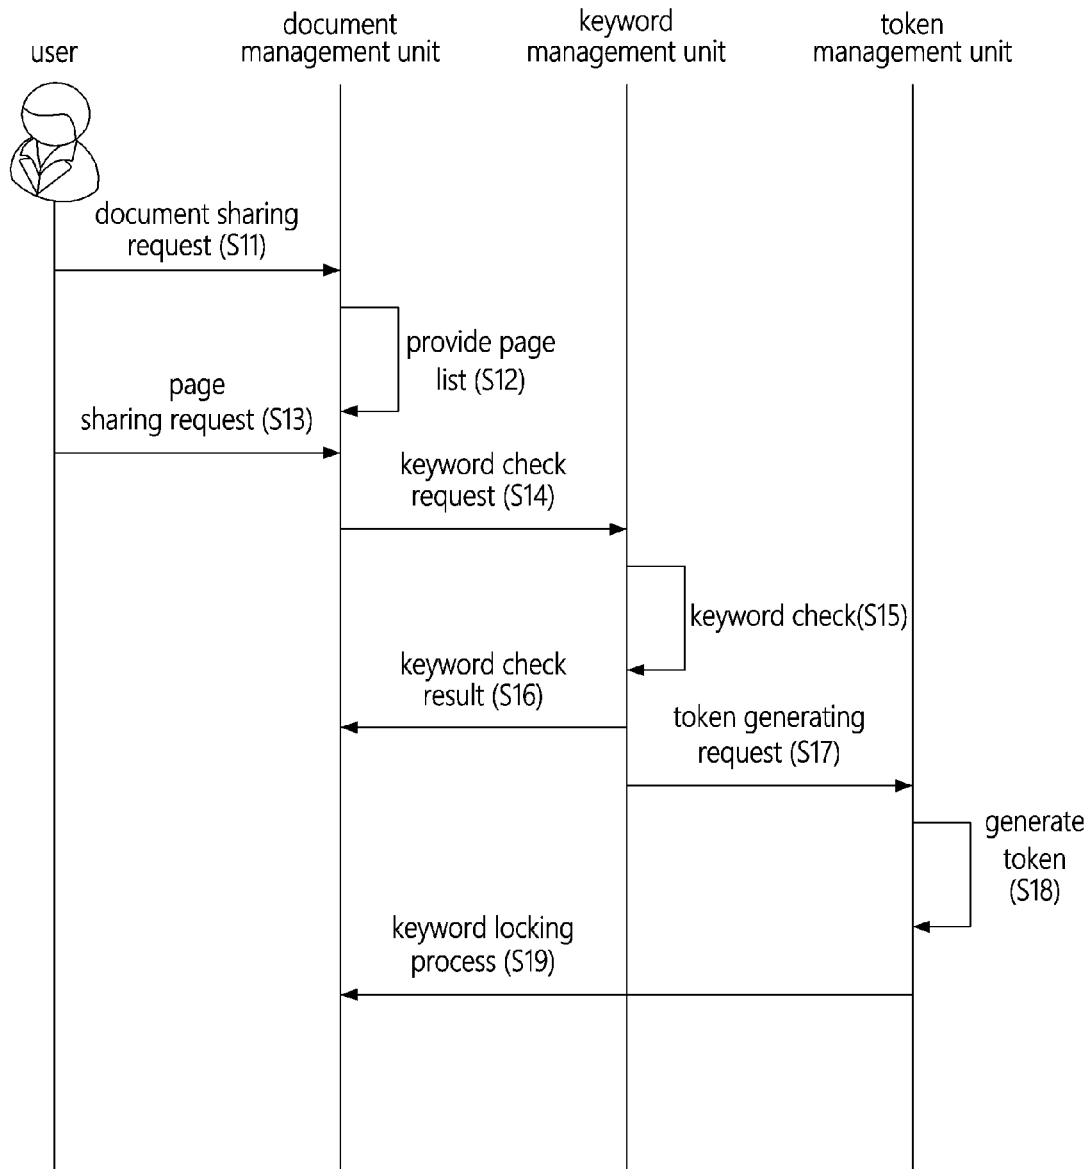 user
document
management unit
keyword
management unit
token
management unit
document sharing
request (S11)
provide page
list (S12)
page
sharing request (S13)
keyword check
request (S14)
keyword check(S15)
keyword check
result (S16)
token generating
request (S17)
generate
token
(S18)
keyword locking
process (S19)